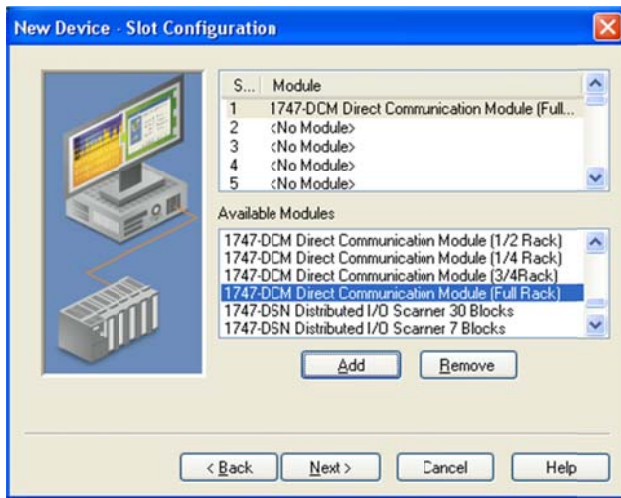 New Device - Slot Configuration
S... Module
1 1747-DCM Direct Communication Module (Full...
2 <No Module>
3 <No Module>
4 <No Module>
5 <No Module>
Available Modules
1747-DCM Direct Communication Module (1/2 Rack)
1747-DCM Direct Communication Module (1/4 Rack)
1747-DCM Direct Communication Module (3/4Rack)
1747-DCM Direct Communication Module (Full Rack)
1747-DSN Distributed I/O Scanner 30 Blocks
1747-DSN Distributed I/O Scanner 7 Blocks
Add Remove
< Back Next > Cancel Help